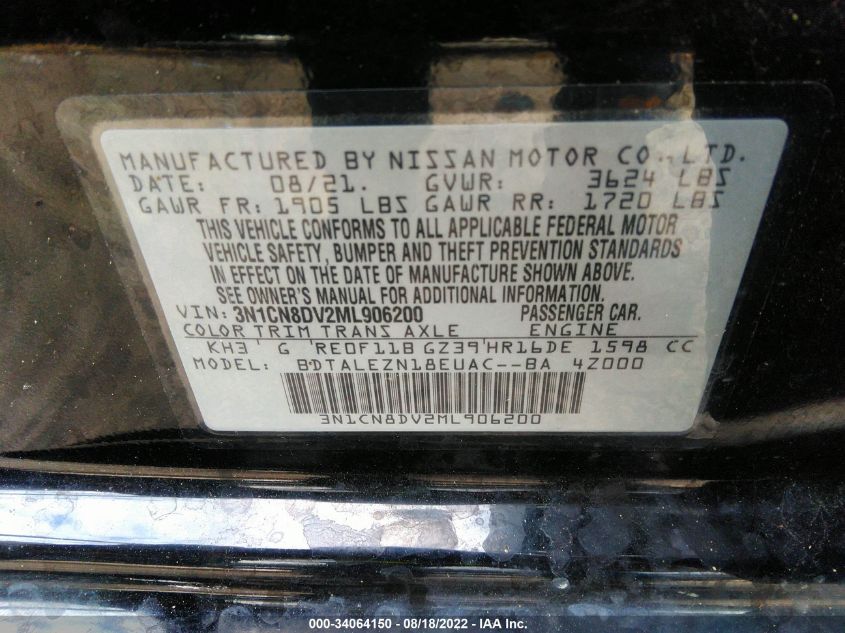 MANUFACTURED BY NISSAN MOTOR CO., LTD.
DATE: 08/21. GVWR: 3624 LBS
GAWR FR: 1905 LBS GAWR RR: 1720 LBS
THIS VEHICLE CONFORMS TO ALL APPLICABLE FEDERAL MOTOR
VEHICLE SAFETY, BUMPER AND THEFT PREVENTION STANDARDS
IN EFFECT ON THE DATE OF MANUFACTURE SHOWN ABOVE.
SEE OWNER'S MANUAL FOR ADDITIONAL INFORMATION.
VIN: 3N1CN8DV2ML906200 PASSENGER CAR.
COLOR TRIM TRANS AXLE ENGINE
KH3 G RE0F11B GZ39 HR16DE 1598 CC
MODEL: BDTALEZN18EUAC--BA 4Z000
3N1CN8DV2ML906200
000-34064150 - 08/18/2022 - WWW.IAAI.COM